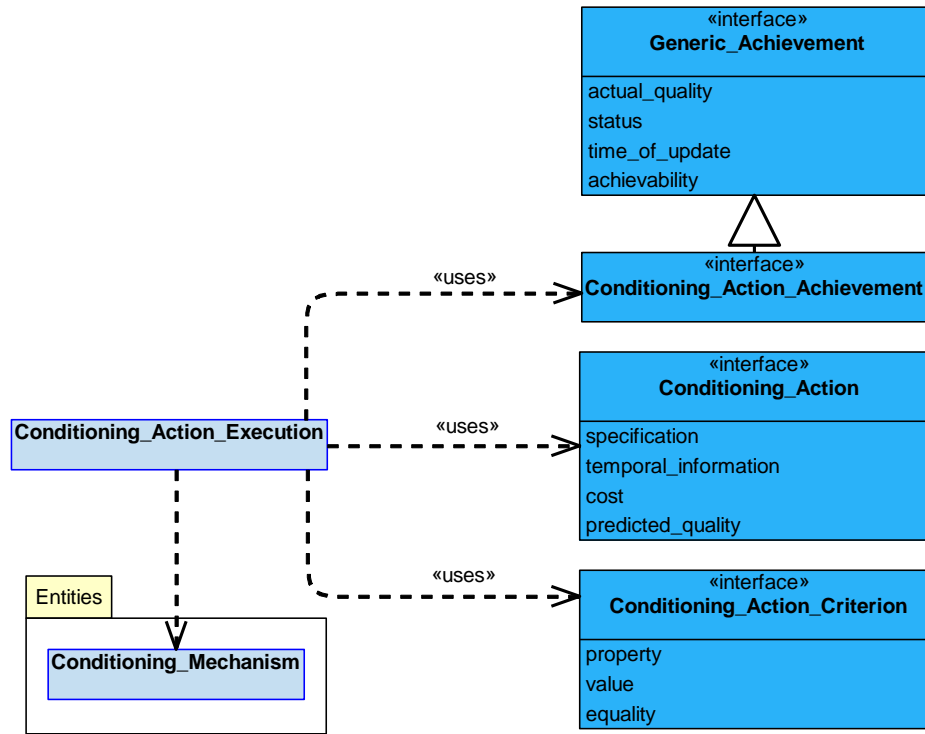 «interface»
Generic_Achievement
actual_quality
status
time_of_update
achievability
«uses»
«interface»
Conditioning_Action_Achievement
«interface»
Conditioning_Action
Conditioning_Action_Execution
«uses»
specification
temporal_information
cost
predicted_quality
«uses»
«interface»
Conditioning_Action_Criterion
property
value
equality
Entities
Conditioning_Mechanism